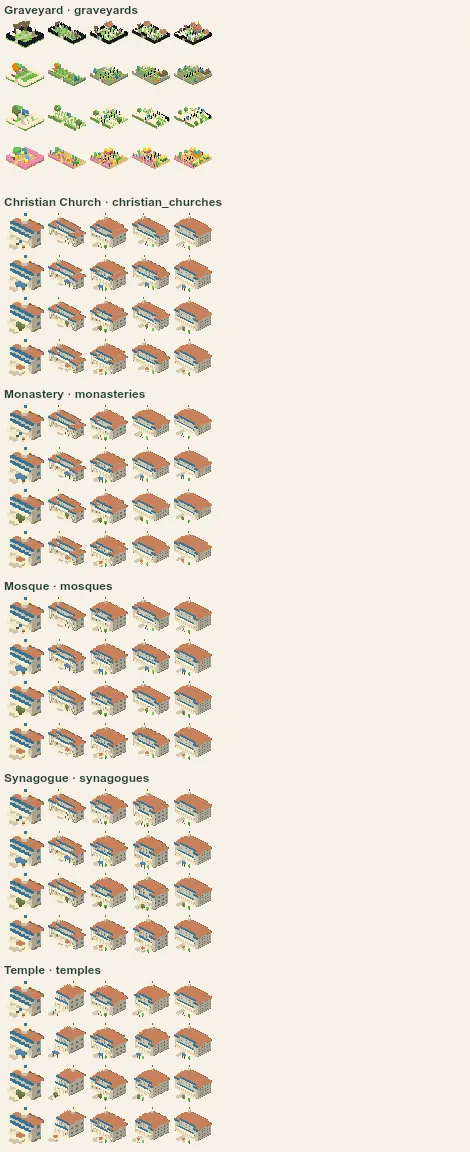 Graveyard · graveyards
Christian Church · christian_churches
Monastery · monasteries
Mosque · mosques
Synagogue · synagogues
Temple · temples